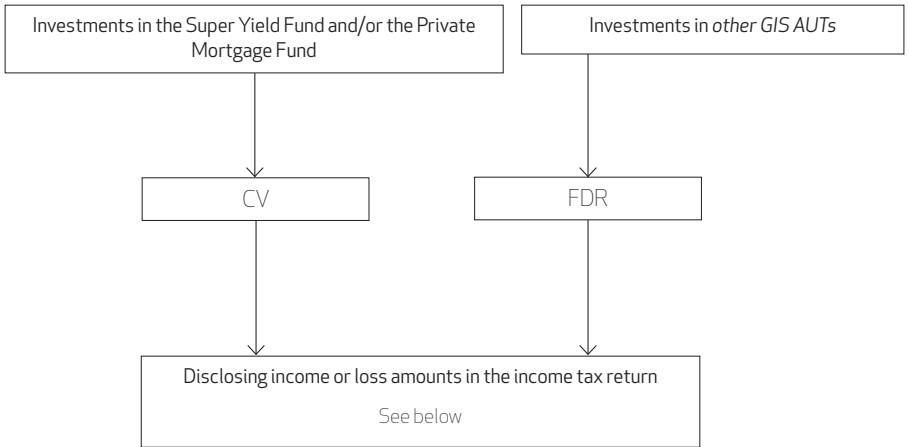 Investments in the Super Yield Fund and/or the Private
Mortgage Fund
Investments in other GIS AUTs
CV
FDR
Disclosing income or loss amounts in the income tax return
See below